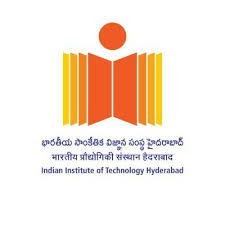 భారతీయ సాంకేతిక విజ్ఞాన సంస్థ హైదరాబాద్
भारतीय प्रौद्योगिकी संस्थान हैदराबाद
Indian Institute of Technology Hyderabad